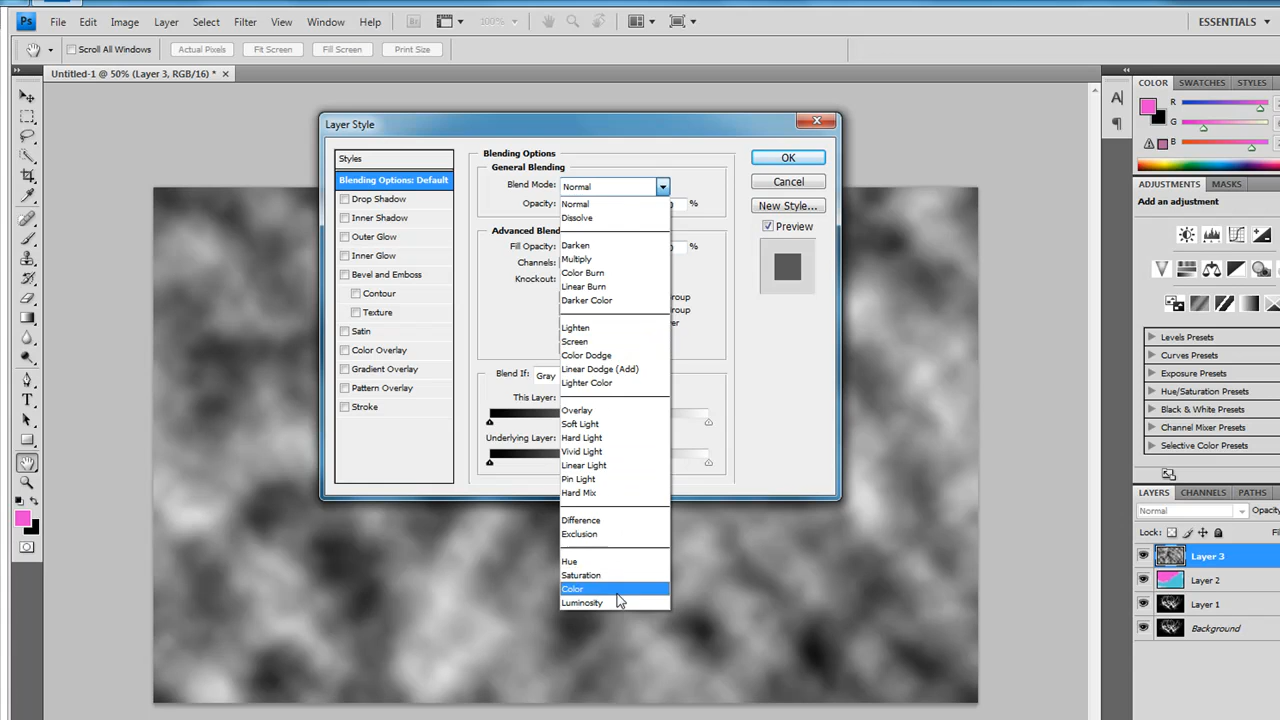 Ps File Edit Image Layer Select Filter View Window Help Br 100% ESSENTIALS
Scroll All Windows Actual Pixels Fit Screen Fill Screen Print Size
Untitled-1 @ 50% (Layer 3, RGB/16) * x
COLOR SWATCHES STYLES
R
G
B
ADJUSTMENTS MASKS
Add an adjustment
Levels Presets
Curves Presets
Exposure Presets
Hue/Saturation Presets
Black & White Presets
Channel Mixer Presets
Selective Color Presets
LAYERS CHANNELS PATHS
Normal Opacity
Lock:
Layer 3
Layer 2
Layer 1
Background
Layer Style
Styles
Blending Options: Default
Drop Shadow
Inner Shadow
Outer Glow
Inner Glow
Bevel and Emboss
Contour
Texture
Satin
Color Overlay
Gradient Overlay
Pattern Overlay
Stroke
Blending Options
General Blending
Blend Mode: Normal
Opacity: %
Advanced Blend
Fill Opacity: %
Channels:
Knockout:
Blend If: Gray
This Layer:
Underlying Layer:
Normal
Dissolve
Darken
Multiply
Color Burn
Linear Burn
Darker Color
Lighten
Screen
Color Dodge
Linear Dodge (Add)
Lighter Color
Overlay
Soft Light
Hard Light
Vivid Light
Linear Light
Pin Light
Hard Mix
Difference
Exclusion
Hue
Saturation
Color
Luminosity
OK
Cancel
New Style...
Preview